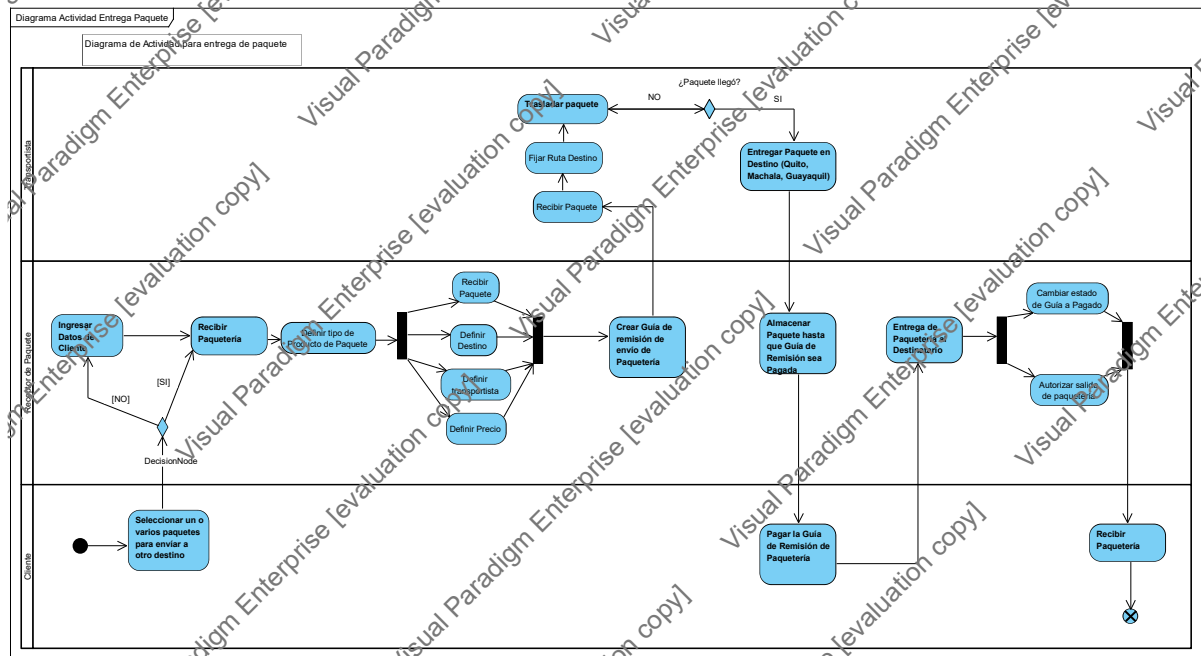 Diagrama Actividad Entrega Paquete
Diagrama de Actividad para entrega de paquete
Transportista
¿Paquete llegó?
Trasladar paquete
NO
SI
Fijar Ruta Destino
Entregar Paquete en
Destino (Quito,
Machala, Guayaquil)
Recibir Paquete
Receptor de Paquete
Ingresar
Datos de
Cliente
Recibir
Paquetería
Definir tipo de
Producto de Paquete
Recibir
Paquete
Definir
Destino
Definir
transportista
Definir Precio
Crear Guía de
remisión de
envío de
Paquetería
Almacenar
Paquete hasta
que Guía de
Remisión sea
Pagada
Entrega de
Paquetería al
Destinatario
Cambiar estado
de Guía a Pagado
Autorizar salida
de paquetería
[SI]
[NO]
DecisionNode
Cliente
Seleccionar un o
varios paquetes
para envíar a
otro destino
Pagar la Guía
de Remisión de
Paquetería
Recibir
Paquetería
Visual Paradigm Enterprise [evaluation copy]